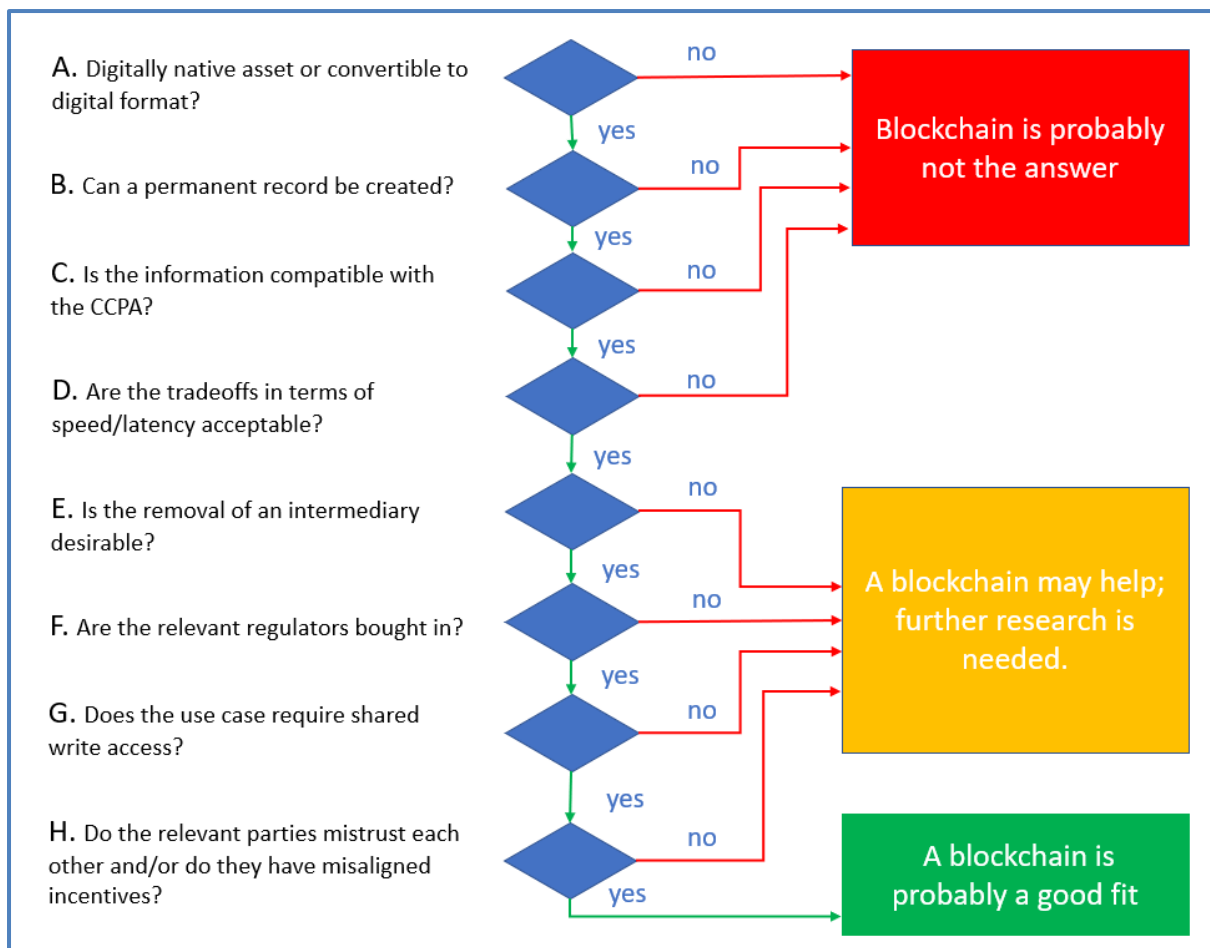 A. Digitally native asset or convertible to
digital format?
no
Blockchain is probably
not the answer
yes
B. Can a permanent record be created?
no
yes
C. Is the information compatible with
the CCPA?
no
yes
D. Are the tradeoffs in terms of
speed/latency acceptable?
no
yes
E. Is the removal of an intermediary
desirable?
no
yes
A blockchain may help;
further research is
needed.
F. Are the relevant regulators bought in?
no
yes
G. Does the use case require shared
write access?
no
yes
H. Do the relevant parties mistrust each
other and/or do they have misaligned
incentives?
no
yes
A blockchain is
probably a good fit